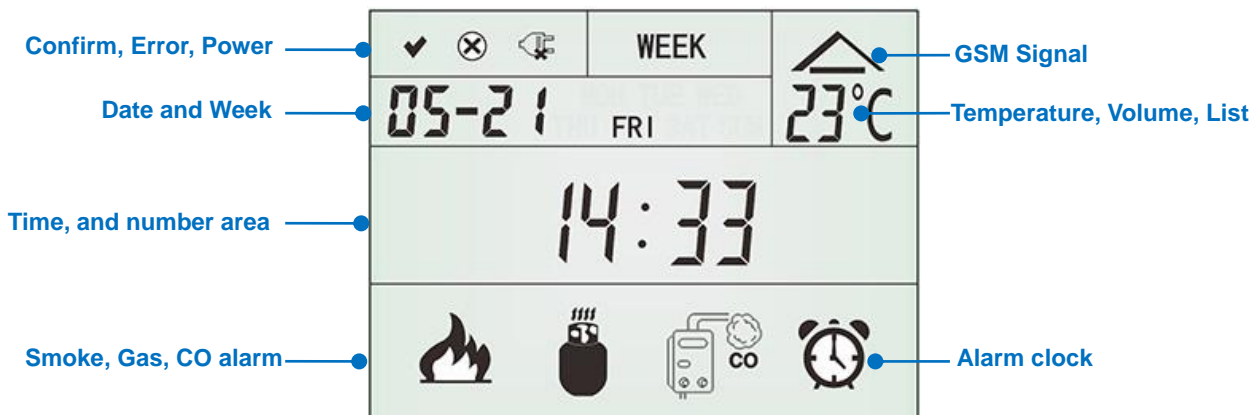 Confirm, Error, Power
WEEK
GSM Signal
Date and Week
05-21
FRI
23°C
Temperature, Volume, List
Time, and number area
14:33
Smoke, Gas, CO alarm
CO
Alarm clock